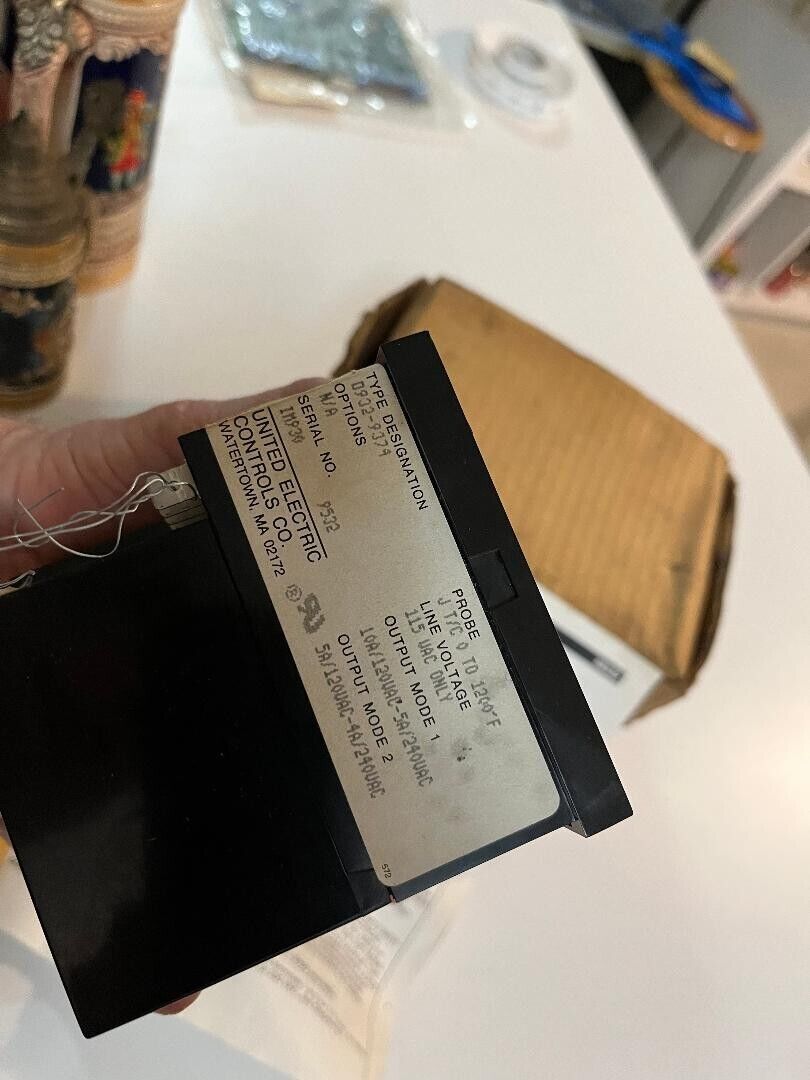 TYPE DESIGNATION
D932-9379
OPTIONS
N/A
SERIAL NO.
IM930 9532
UNITED ELECTRIC
CONTROLS CO.
WATERTOWN, MA 02172
PROBE
J T/C 0 TO 1200°F
LINE VOLTAGE
115 VAC ONLY
OUTPUT MODE 1
10A/120VAC-5A/240VAC
OUTPUT MODE 2
5A/120VAC-4A/240VAC
572